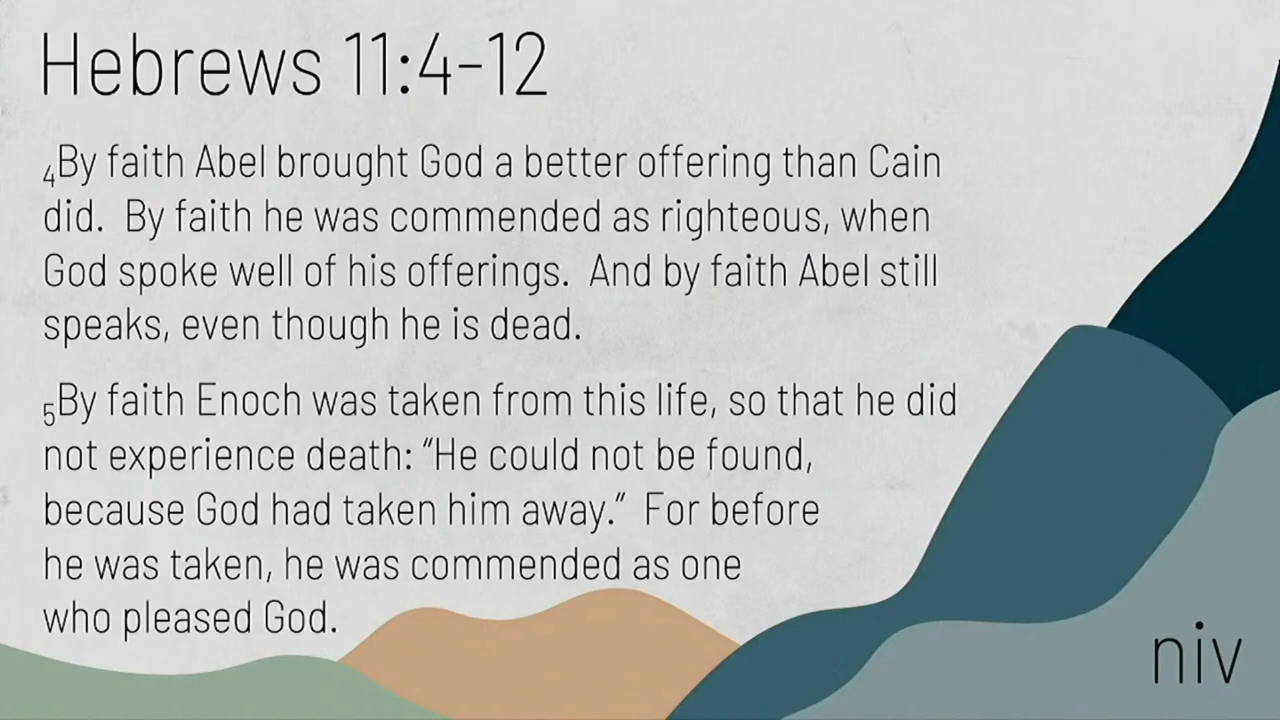 Hebrews 11:4-12
4By faith Abel brought God a better offering than Cain
did.  By faith he was commended as righteous, when
God spoke well of his offerings.  And by faith Abel still
speaks, even though he is dead.
5By faith Enoch was taken from this life, so that he did
not experience death: “He could not be found,
because God had taken him away.”  For before
he was taken, he was commended as one
who pleased God.
niv